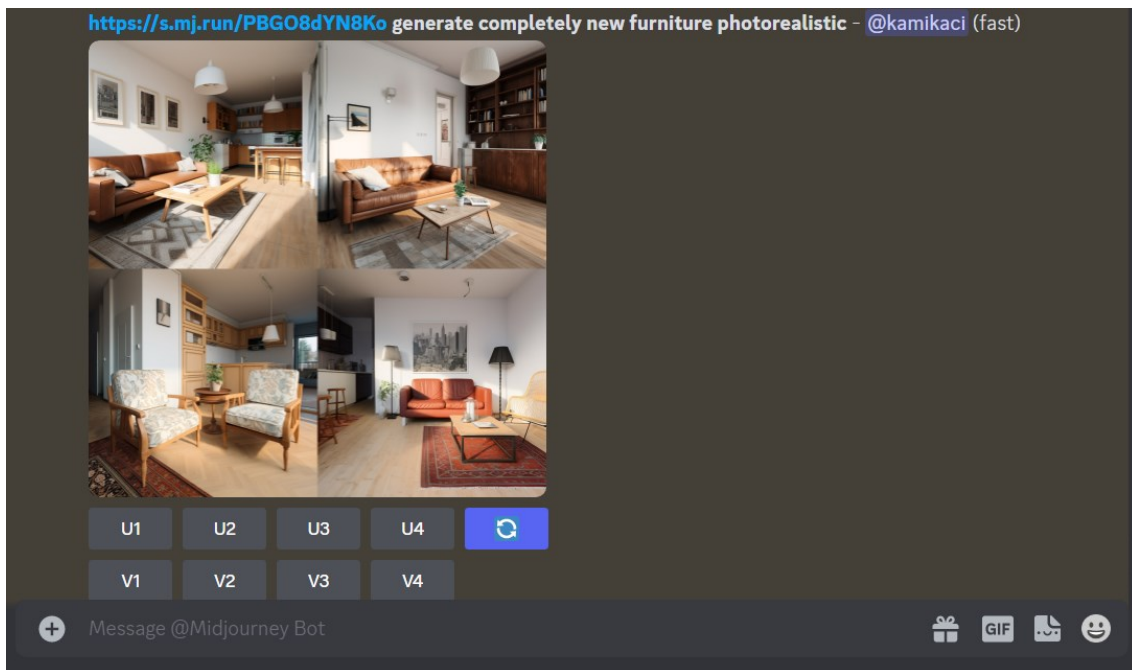 https://s.mj.run/PBGO8dYN8Ko generate completely new furniture photorealistic - @kamikaci (fast)
U1 U2 U3 U4
V1 V2 V3 V4
Message @Midjourney Bot GIF